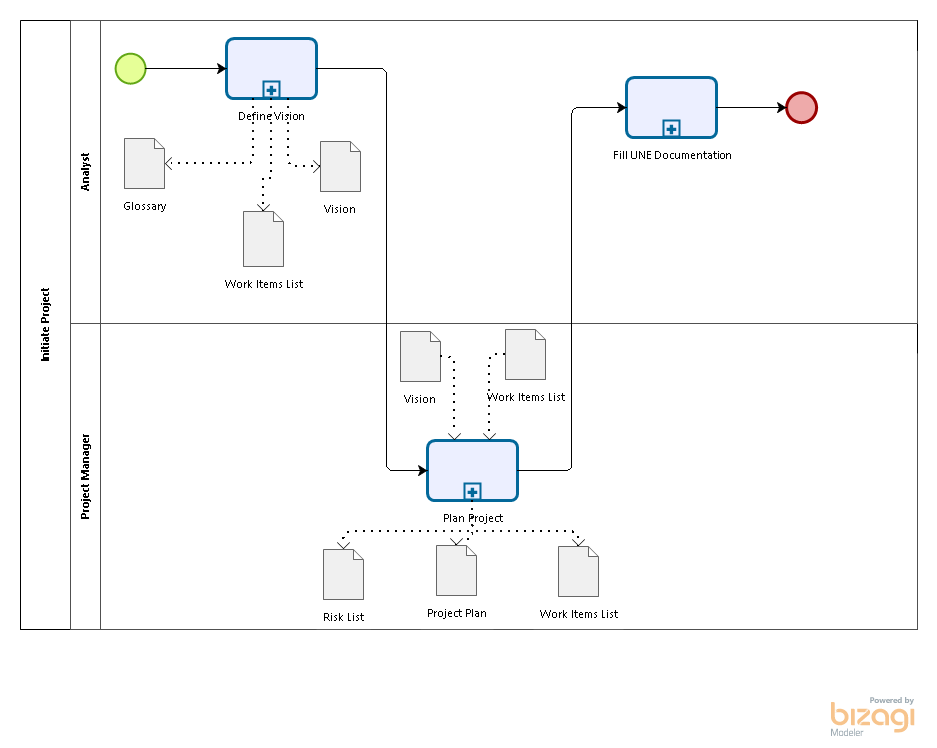 Initiate Project
Analyst
Define Vision
Glossary
Vision
Work Items List
Fill UNE Documentation
Project Manager
Vision
Work Items List
Plan Project
Risk List
Project Plan
Work Items List
Powered by
bizagi
Modeler